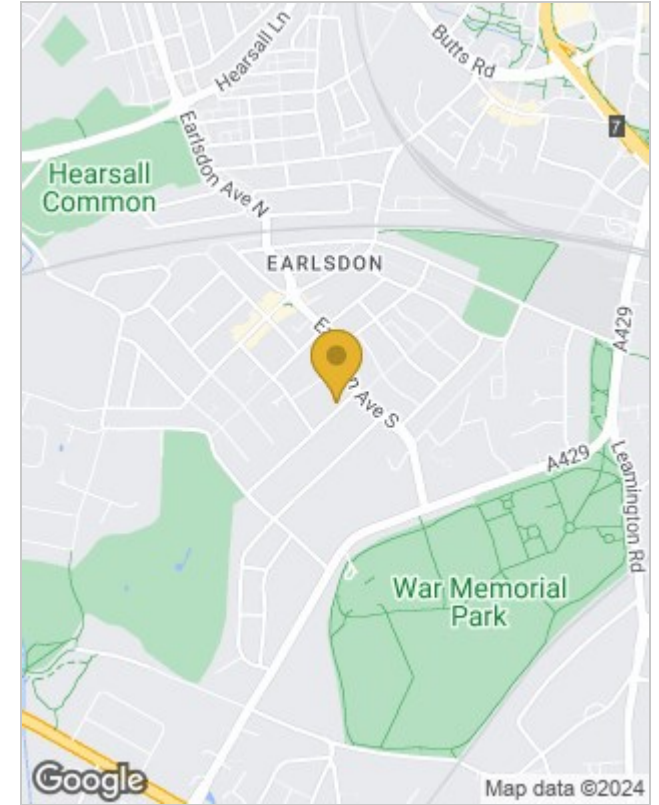 Hearsall Ln
Butts Rd
7
Earlsdon Ave N
Hearsall
Common
EARLSDON
Ave S
A429
A429
Leamington Rd
War Memorial
Park
Google
Map data ©2024